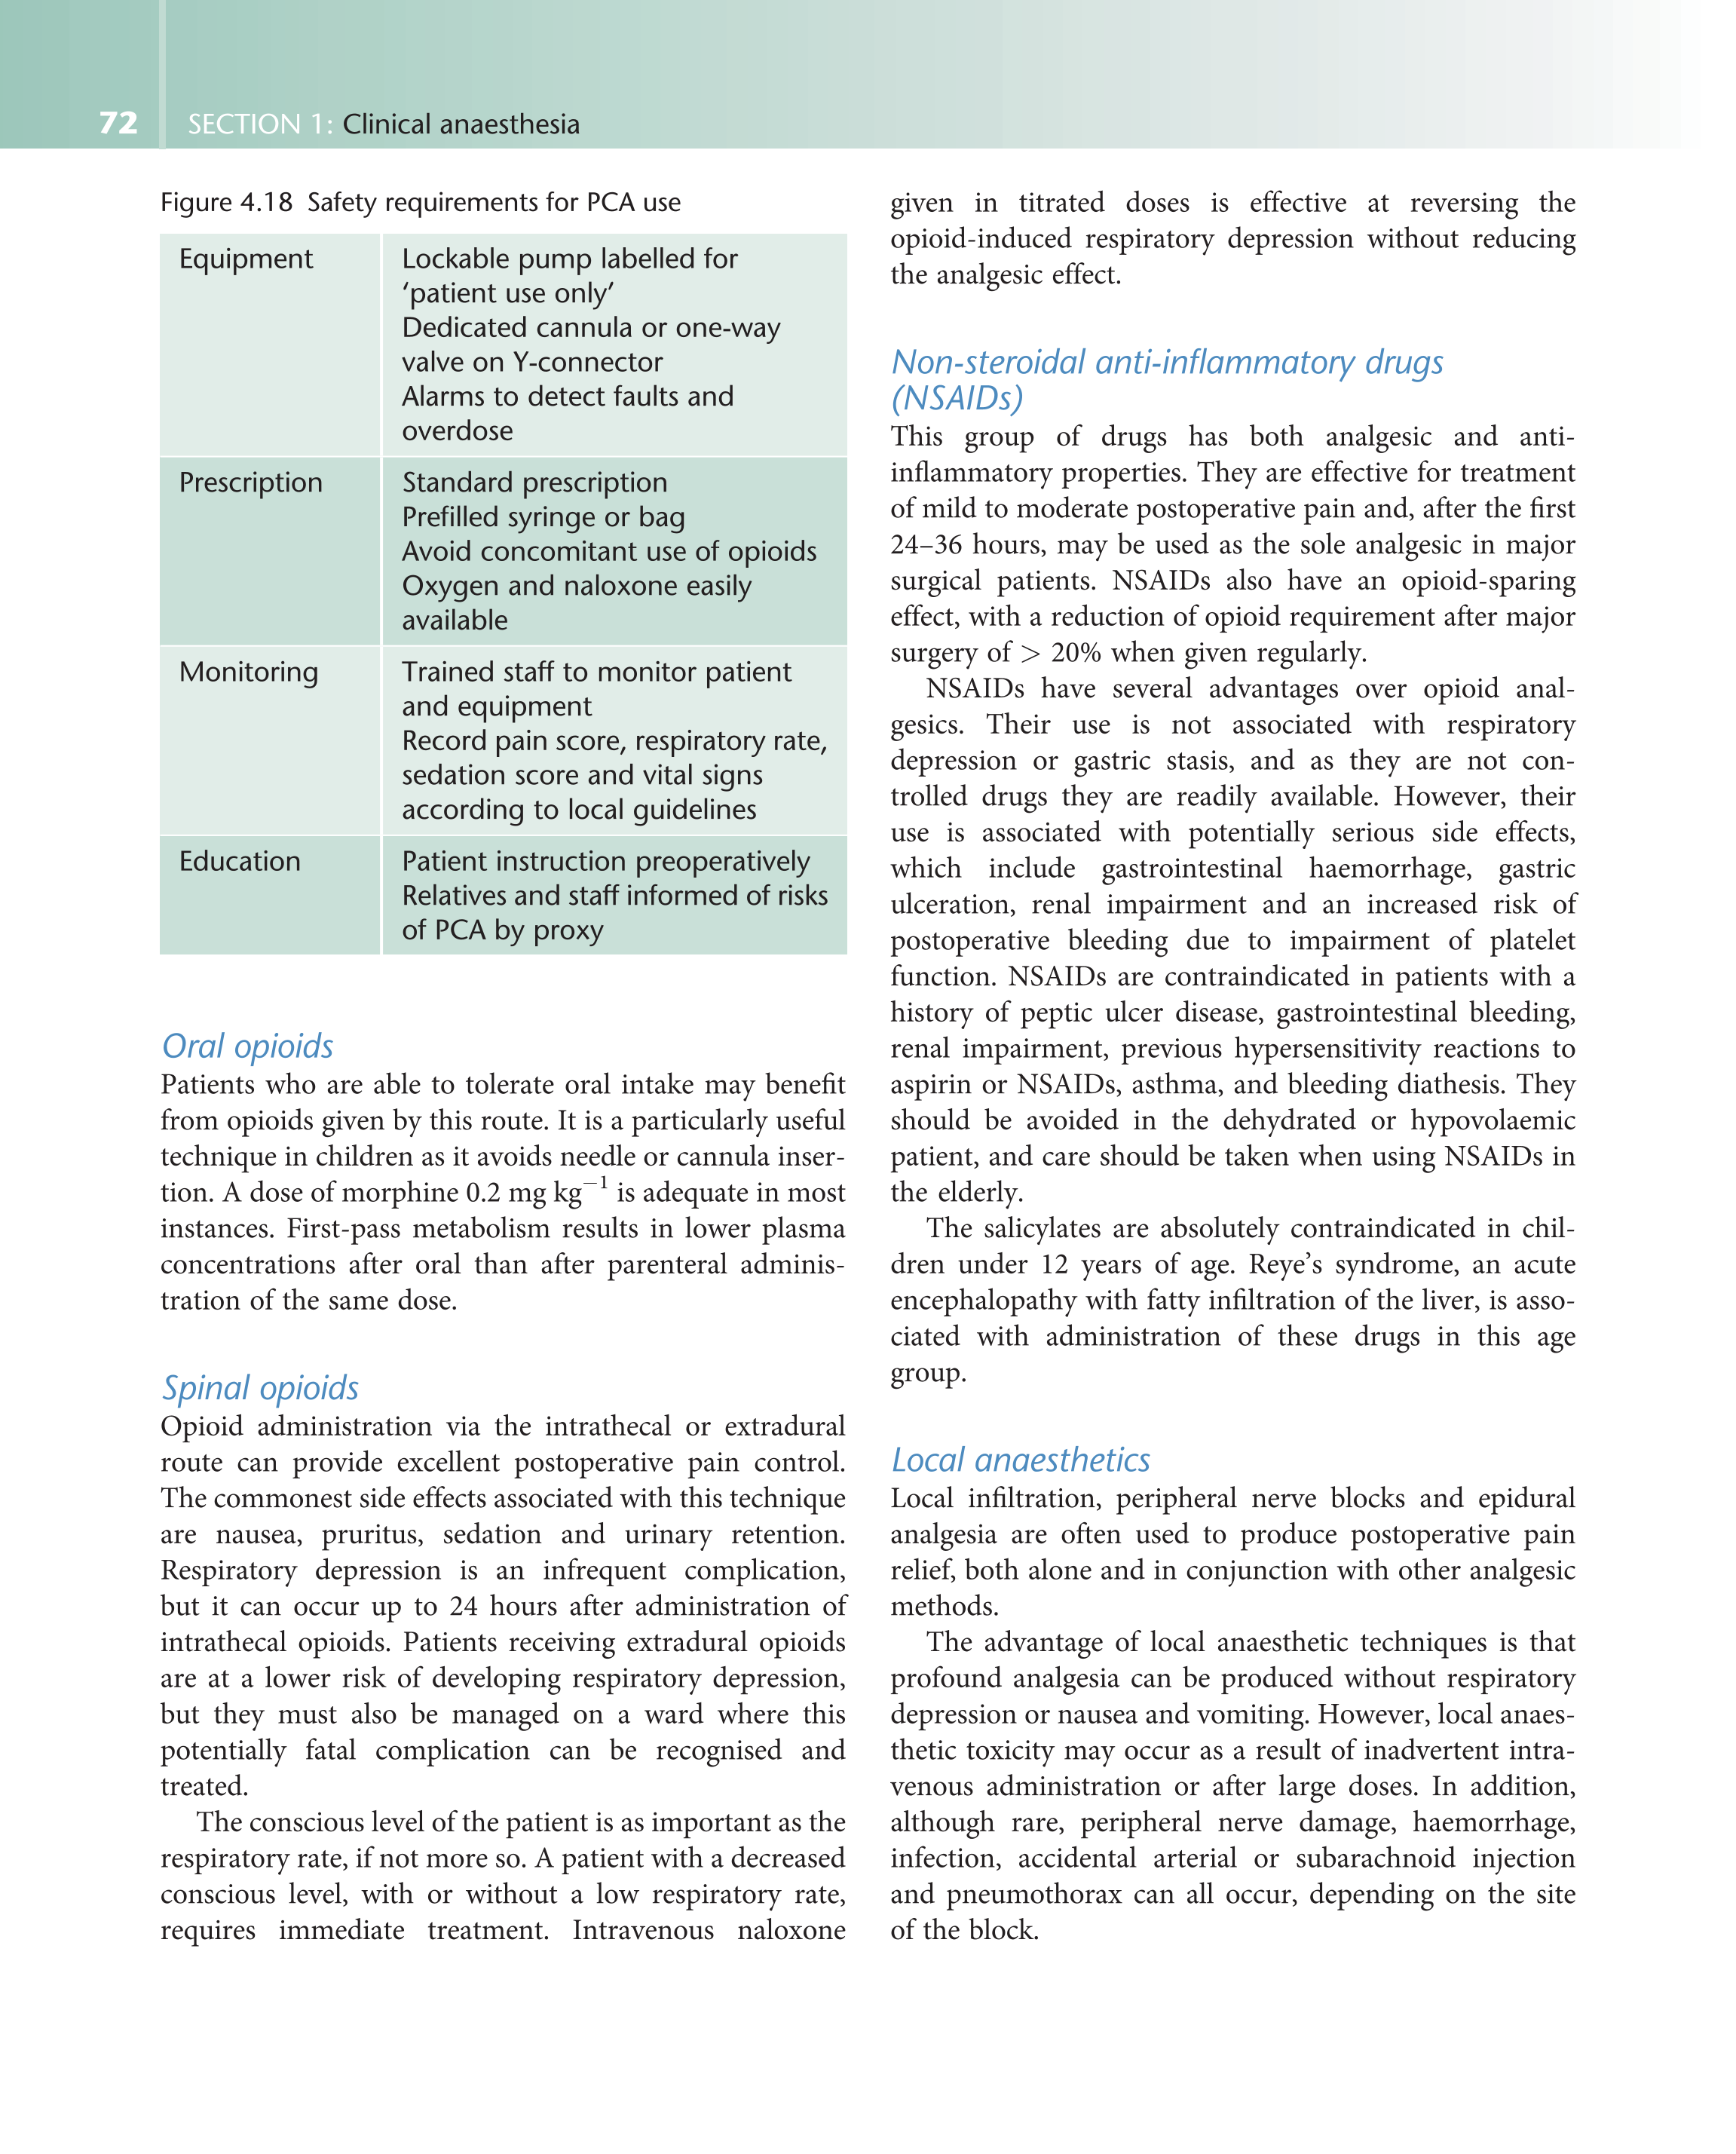 72
SECTION 1: Clinical anaesthesia
Figure 4.18 Safety requirements for PCA use
Equipment
Lockable pump labelled for
‘patient use only’
Dedicated cannula or one-way
valve on Y-connector
Alarms to detect faults and
overdose
Prescription
Standard prescription
Prefilled syringe or bag
Avoid concomitant use of opioids
Oxygen and naloxone easily
available
Monitoring
Trained staff to monitor patient
and equipment
Record pain score, respiratory rate,
sedation score and vital signs
according to local guidelines
Education
Patient instruction preoperatively
Relatives and staff informed of risks
of PCA by proxy
Oral opioids
Patients who are able to tolerate oral intake may benefit
from opioids given by this route. It is a particularly useful
technique in children as it avoids needle or cannula inser-
tion. A dose of morphine 0.2 mg kg⁻¹ is adequate in most
instances. First-pass metabolism results in lower plasma
concentrations after oral than after parenteral adminis-
tration of the same dose.
Spinal opioids
Opioid administration via the intrathecal or extradural
route can provide excellent postoperative pain control.
The commonest side effects associated with this technique
are nausea, pruritus, sedation and urinary retention.
Respiratory depression is an infrequent complication,
but it can occur up to 24 hours after administration of
intrathecal opioids. Patients receiving extradural opioids
are at a lower risk of developing respiratory depression,
but they must also be managed on a ward where this
potentially fatal complication can be recognised and
treated.
The conscious level of the patient is as important as the
respiratory rate, if not more so. A patient with a decreased
conscious level, with or without a low respiratory rate,
requires immediate treatment. Intravenous naloxone
given in titrated doses is effective at reversing the
opioid-induced respiratory depression without reducing
the analgesic effect.
Non-steroidal anti-inflammatory drugs
(NSAIDs)
This group of drugs has both analgesic and anti-
inflammatory properties. They are effective for treatment
of mild to moderate postoperative pain and, after the first
24–36 hours, may be used as the sole analgesic in major
surgical patients. NSAIDs also have an opioid-sparing
effect, with a reduction of opioid requirement after major
surgery of > 20% when given regularly.
NSAIDs have several advantages over opioid anal-
gesics. Their use is not associated with respiratory
depression or gastric stasis, and as they are not con-
trolled drugs they are readily available. However, their
use is associated with potentially serious side effects,
which include gastrointestinal haemorrhage, gastric
ulceration, renal impairment and an increased risk of
postoperative bleeding due to impairment of platelet
function. NSAIDs are contraindicated in patients with a
history of peptic ulcer disease, gastrointestinal bleeding,
renal impairment, previous hypersensitivity reactions to
aspirin or NSAIDs, asthma, and bleeding diathesis. They
should be avoided in the dehydrated or hypovolaemic
patient, and care should be taken when using NSAIDs in
the elderly.
The salicylates are absolutely contraindicated in chil-
dren under 12 years of age. Reye’s syndrome, an acute
encephalopathy with fatty infiltration of the liver, is asso-
ciated with administration of these drugs in this age
group.
Local anaesthetics
Local infiltration, peripheral nerve blocks and epidural
analgesia are often used to produce postoperative pain
relief, both alone and in conjunction with other analgesic
methods.
The advantage of local anaesthetic techniques is that
profound analgesia can be produced without respiratory
depression or nausea and vomiting. However, local anaes-
thetic toxicity may occur as a result of inadvertent intra-
venous administration or after large doses. In addition,
although rare, peripheral nerve damage, haemorrhage,
infection, accidental arterial or subarachnoid injection
and pneumothorax can all occur, depending on the site
of the block.